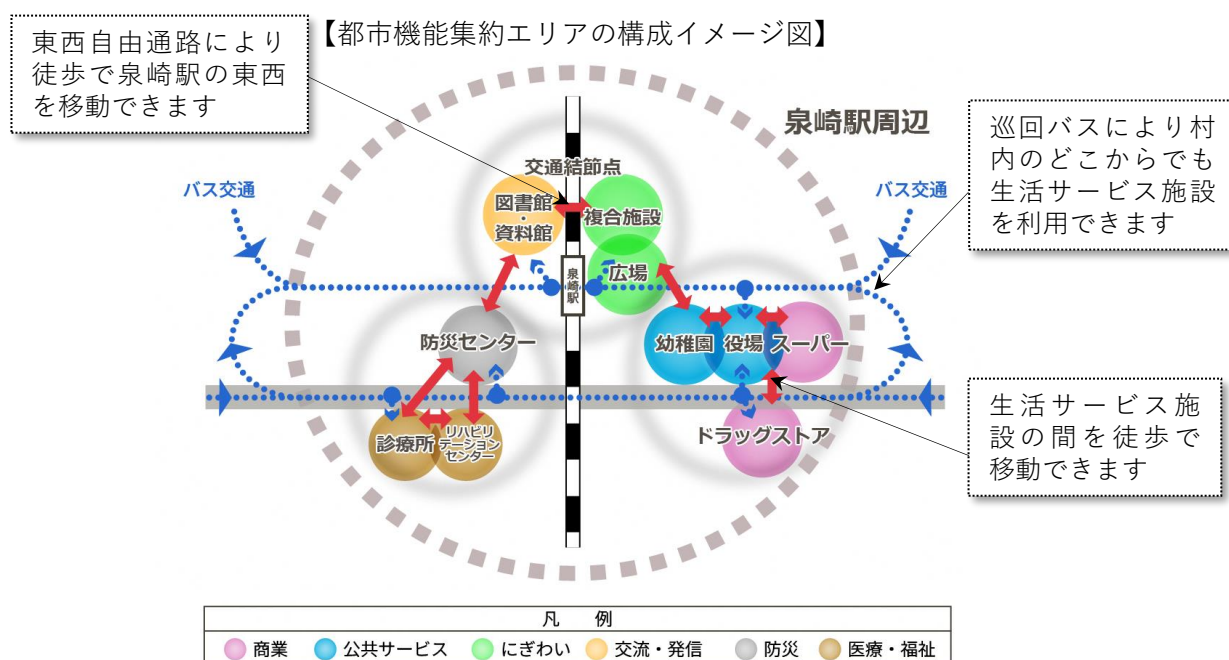 【都市機能集約エリアの構成イメージ図】
東西自由通路により
徒歩で泉崎駅の東西
を移動できます
泉崎駅周辺
巡回バスにより村
内のどこからでも
生活サービス施設
を利用できます
交通結節点
バス交通
バス交通
図書館
・
資料館
複合施設
泉崎駅
広場
防災センター
幼稚園
役場
スーパー
診療所
リハビリ
テーション
センター
ドラッグストア
生活サービス施
設の間を徒歩で
移動できます
凡 例
商業
公共サービス
にぎわい
交流・発信
防災
医療・福祉